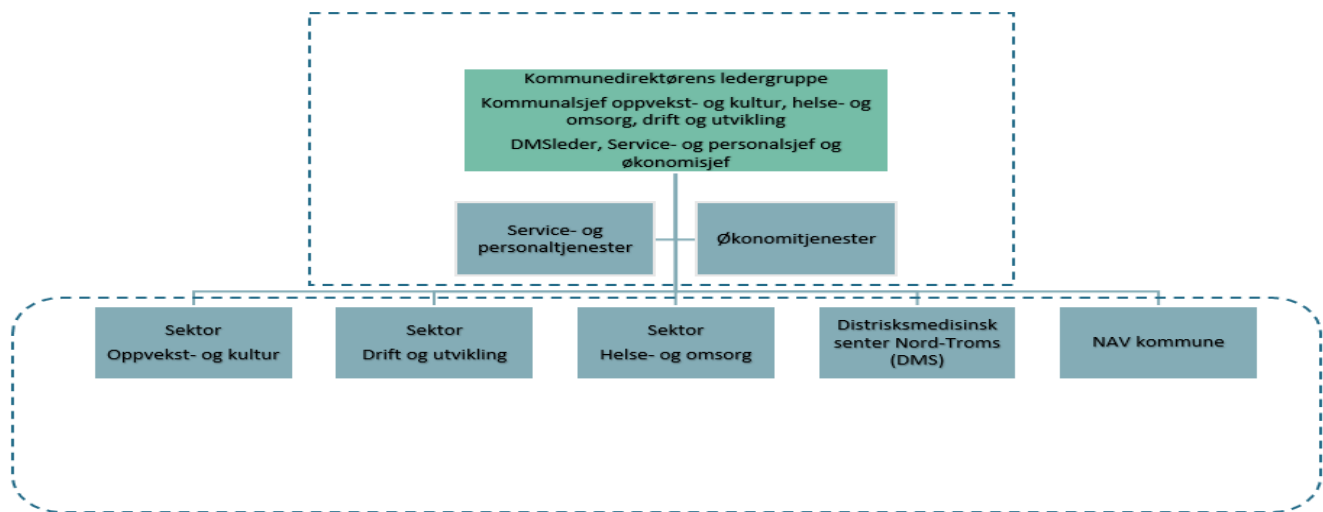 Kommunedirektørens ledergruppe
Kommunalsjef oppvekst- og kultur, helse- og
omsorg, drift og utvikling
DMSleder, Service- og personalsjef og
økonomisjef
Service- og
personaltjenester
Økonomitjenester
Sektor
Oppvekst- og kultur
Sektor
Drift og utvikling
Sektor
Helse- og omsorg
Distriksmedisinsk
senter Nord-Troms
(DMS)
NAV kommune